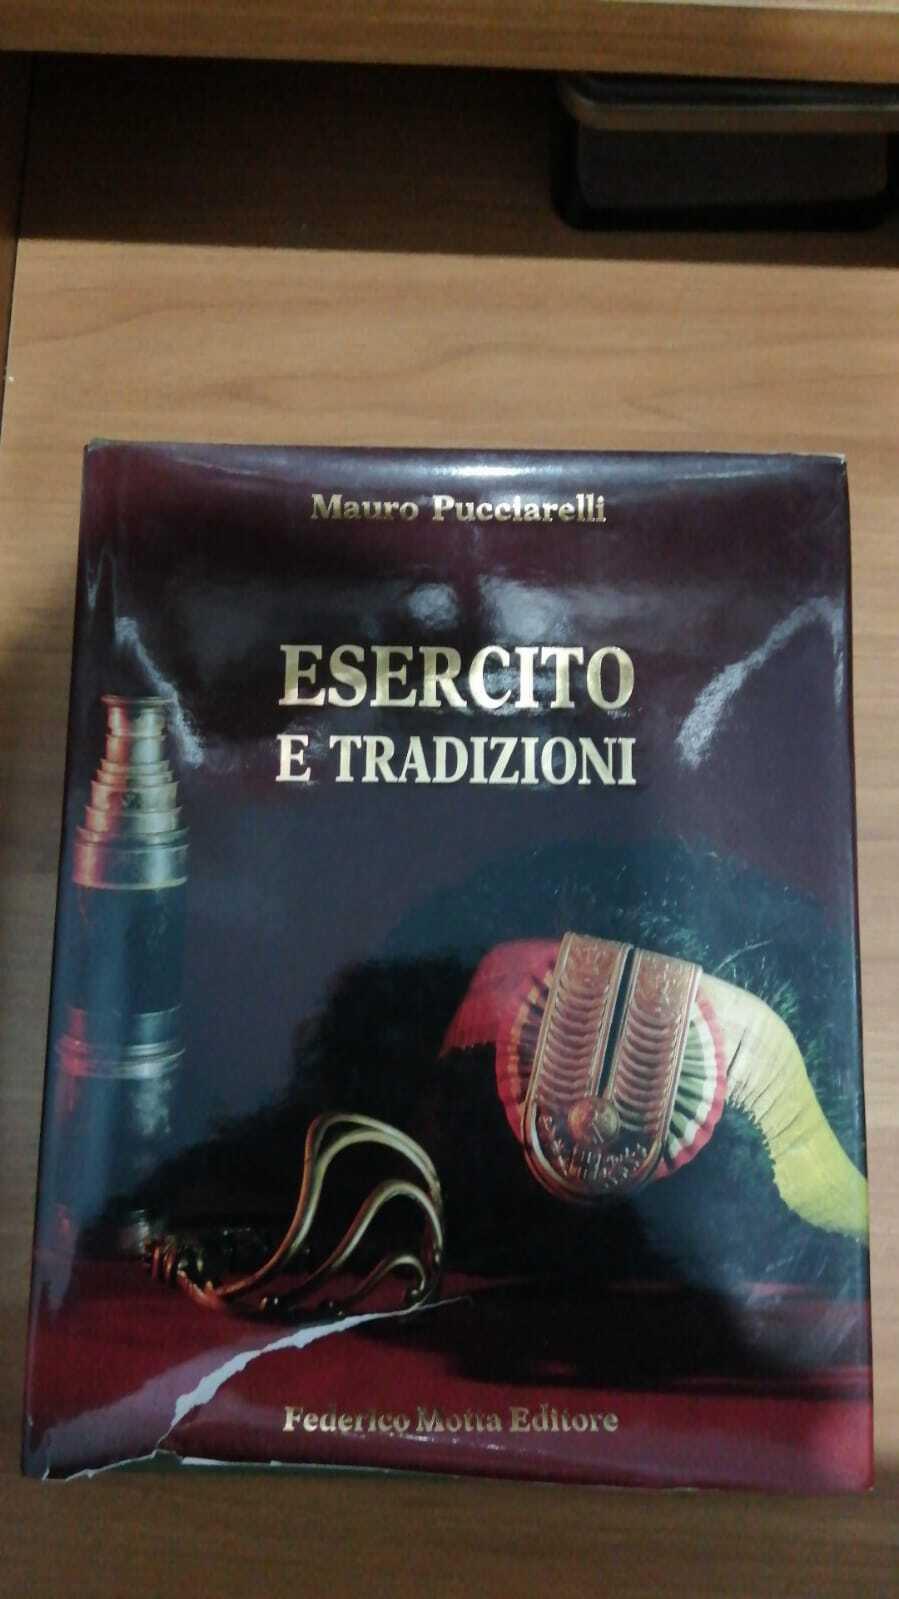 Mauro Pucciarelli
ESERCITO
E TRADIZIONI
Federico Motta Editore